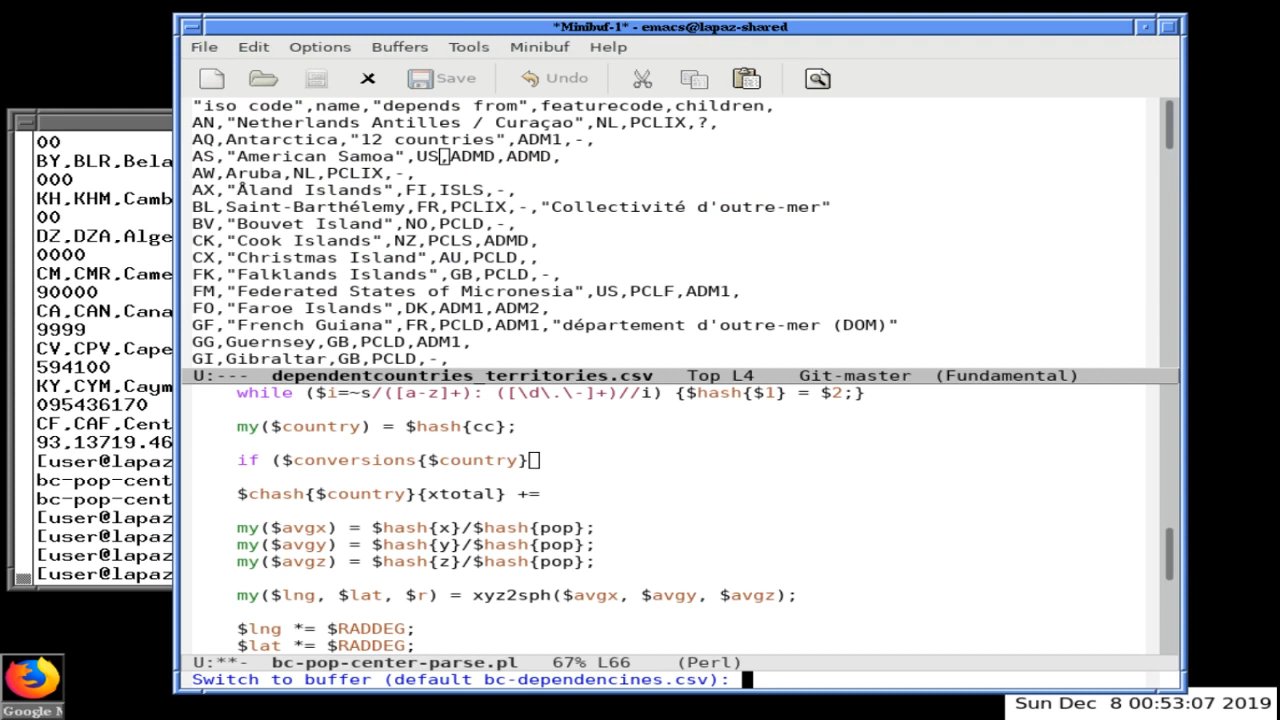 *Minibuf-1* - emacs@lapaz-shared
File Edit Options Buffers Tools Minibuf Help
Save Undo
"iso code",name,"depends from",featurecode,children,
AN,"Netherlands Antilles / Curaçao",NL,PCLIX,?,
AQ,Antarctica,"12 countries",ADM1,-,
AS,"American Samoa",US,ADMD,ADMD,
AW,Aruba,NL,PCLIX,-,
AX,"Åland Islands",FI,ISLS,-,
BL,Saint-Barthélemy,FR,PCLIX,-,"Collectivité d'outre-mer"
BV,"Bouvet Island",NO,PCLD,-,
CK,"Cook Islands",NZ,PCLS,ADMD,
CX,"Christmas Island",AU,PCLD,,
FK,"Falklands Islands",GB,PCLD,-,
FM,"Federated States of Micronesia",US,PCLF,ADM1,
FO,"Faroe Islands",DK,ADM1,ADM2,
GF,"French Guiana",FR,PCLD,ADM1,"département d'outre-mer (DOM)"
GG,Guernsey,GB,PCLD,ADM1,
GI,Gibraltar,GB,PCLD,-,
U:--- dependentcountries_territories.csv Top L4 Git-master (Fundamental)
while ($i=~s/([a-z]+): ([\d\.\-]+)//i) {$hash{$1} = $2;}
my($country) = $hash{cc};
if ($conversions{$country}
$chash{$country}{xtotal} +=
my($avgx) = $hash{x}/$hash{pop};
my($avgy) = $hash{y}/$hash{pop};
my($avgz) = $hash{z}/$hash{pop};
my($lng, $lat, $r) = xyz2sph($avgx, $avgy, $avgz);
$lng *= $RADDEG;
$lat *= $RADDEG;
U:**- bc-pop-center-parse.pl 67% L66 (Perl)
Switch to buffer (default bc-dependencines.csv):
00
BY,BLR,Bela
000
KH,KHM,Camb
00
DZ,DZA,Alge
0000
CM,CMR,Came
90000
CA,CAN,Cana
9999
CV,CPV,Cape
594100
KY,CYM,Caym
095436170
CF,CAF,Cent
93,13719.46
[user@lapaz
bc-pop-cent
bc-pop-cent
[user@lapaz
[user@lapaz
[user@lapaz
[user@lapaz
Google M
Sun Dec 8 00:53:07 2019